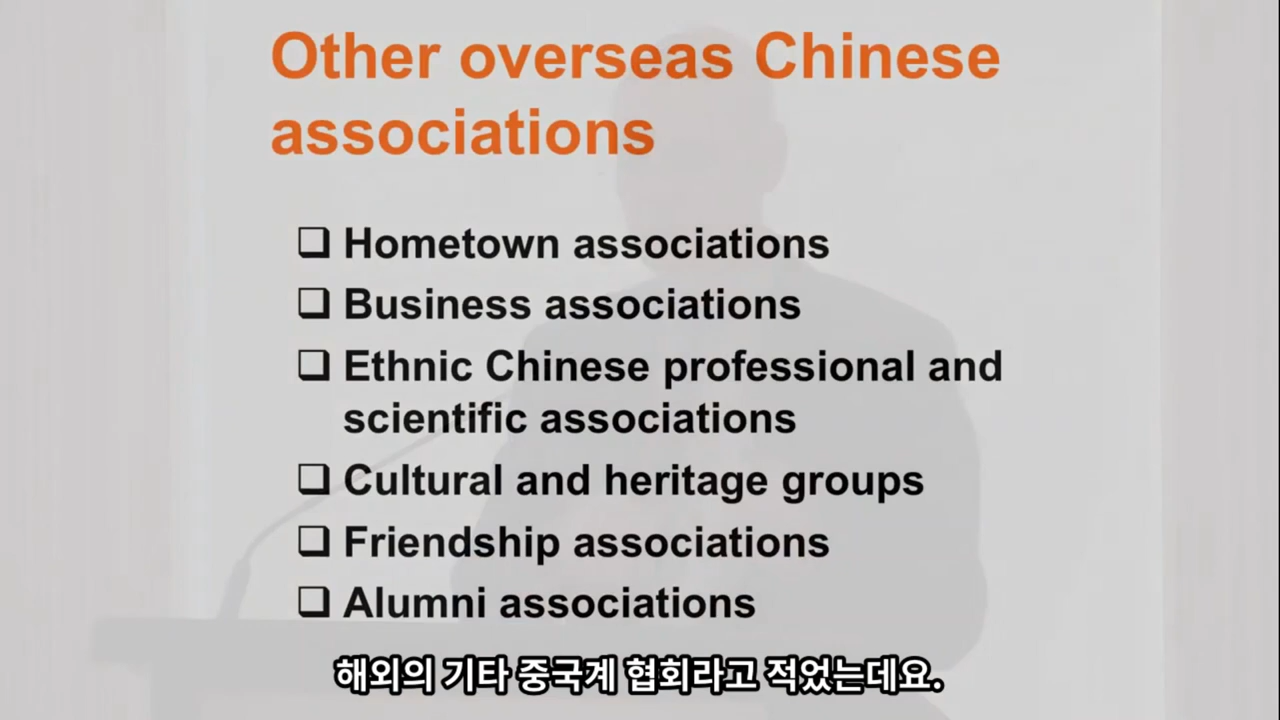 Other overseas Chinese
associations
❑ Hometown associations
❑ Business associations
❑ Ethnic Chinese professional and
scientific associations
❑ Cultural and heritage groups
❑ Friendship associations
❑ Alumni associations
해외의 기타 중국계 협회라고 적었는데요.